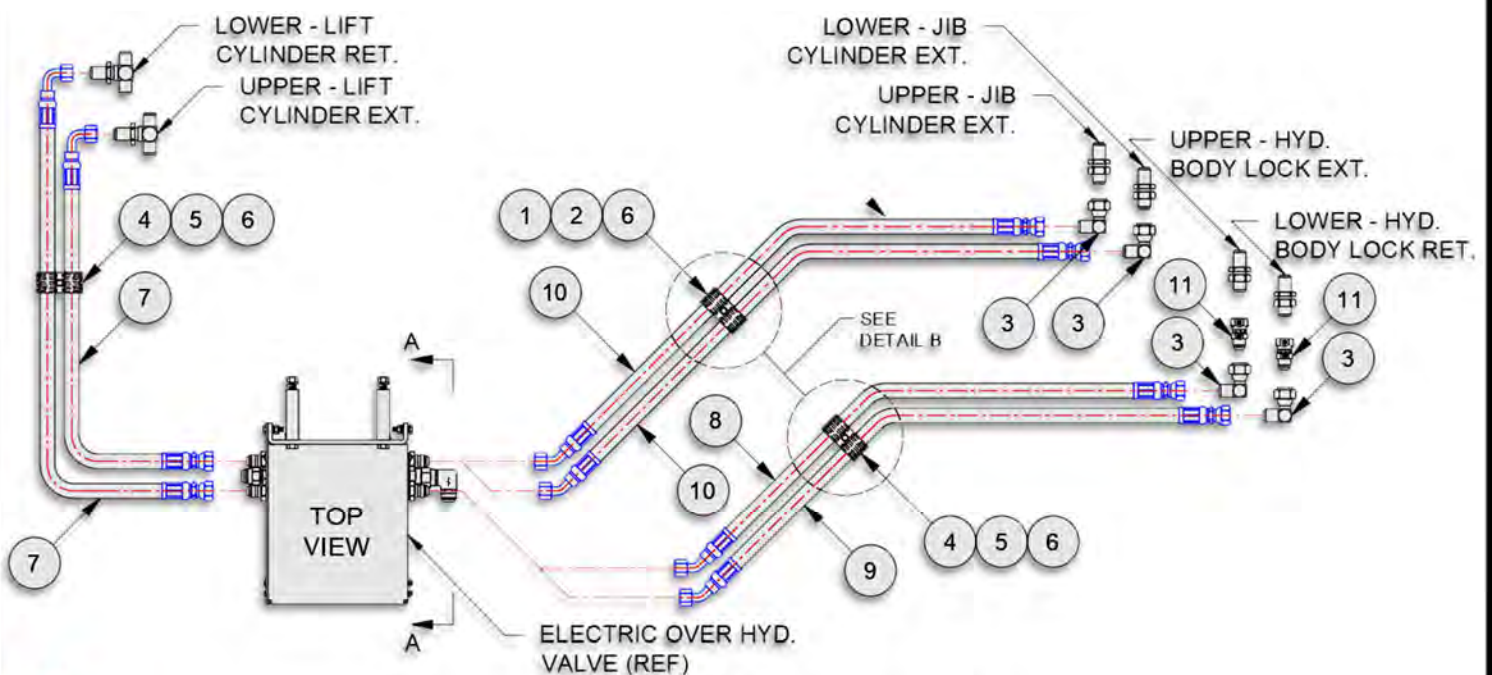 LOWER - LIFT
CYLINDER RET.
UPPER - LIFT
CYLINDER EXT.
LOWER - JIB
CYLINDER EXT.
UPPER - JIB
CYLINDER EXT.
UPPER - HYD.
BODY LOCK EXT.
LOWER - HYD.
BODY LOCK RET.
4 5 6
7
1 2 6
10
3
3
11
11
3
3
SEE
DETAIL B
A
10
8
9
4 5 6
7
TOP
VIEW
A
ELECTRIC OVER HYD.
VALVE (REF)